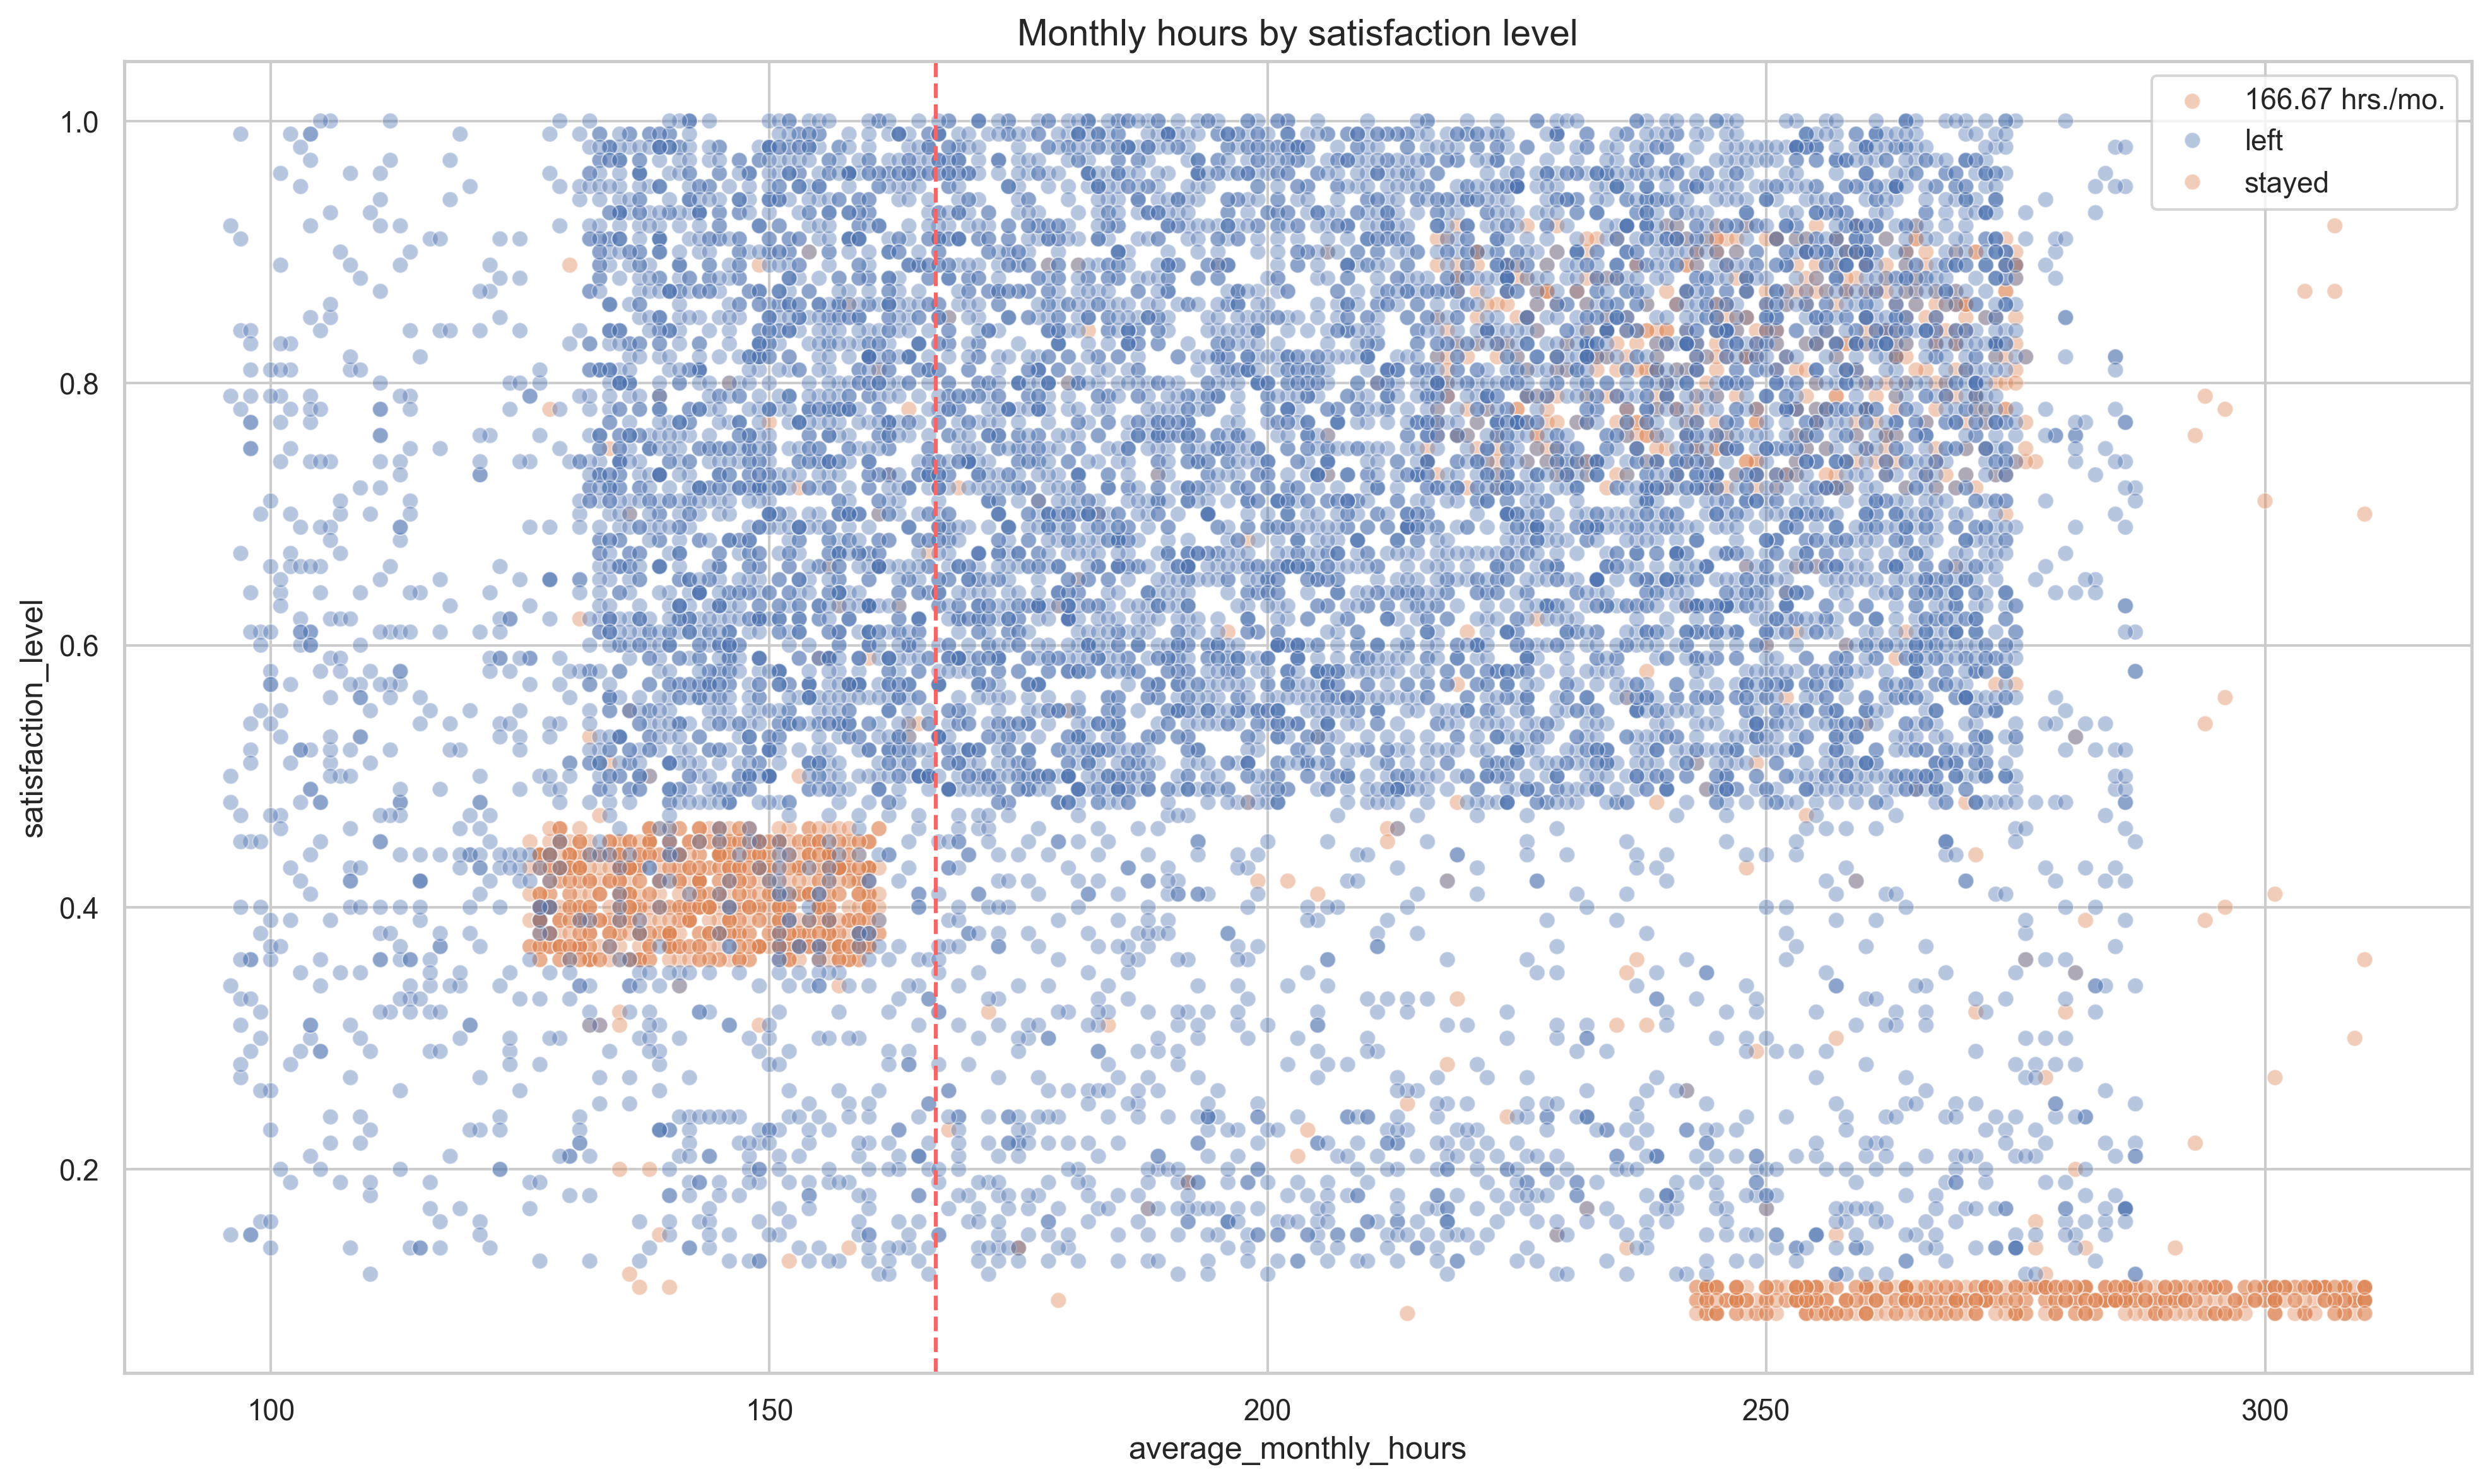 Monthly hours by satisfaction level
166.67 hrs./mo.
left
stayed
satisfaction_level
1.0
0.8
0.6
0.4
0.2
100 150 200 250 300
average_monthly_hours